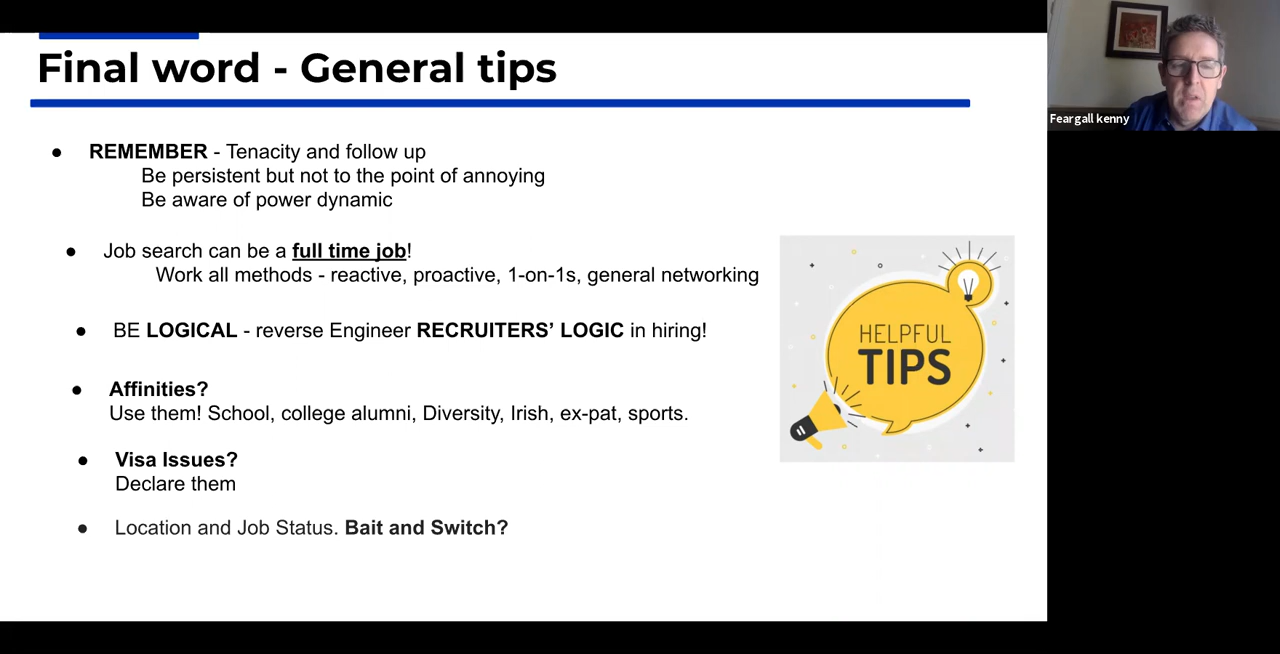 Final word - General tips
Feargall kenny
● REMEMBER - Tenacity and follow up
Be persistent but not to the point of annoying
Be aware of power dynamic
● Job search can be a full time job!
Work all methods - reactive, proactive, 1-on-1s, general networking
● BE LOGICAL - reverse Engineer RECRUITERS’ LOGIC in hiring!
● Affinities?
Use them! School, college alumni, Diversity, Irish, ex-pat, sports.
● Visa Issues?
Declare them
● Location and Job Status. Bait and Switch?
HELPFUL
TIPS